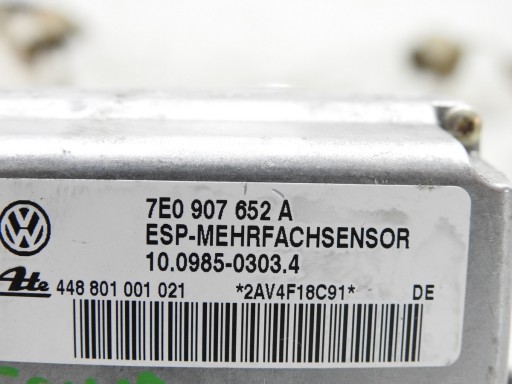 7E0 907 652 A
ESP-MEHRFACHSENSOR
10.0985-0303.4
Ate 448 801 001 021 *2AV4F18C91* DE